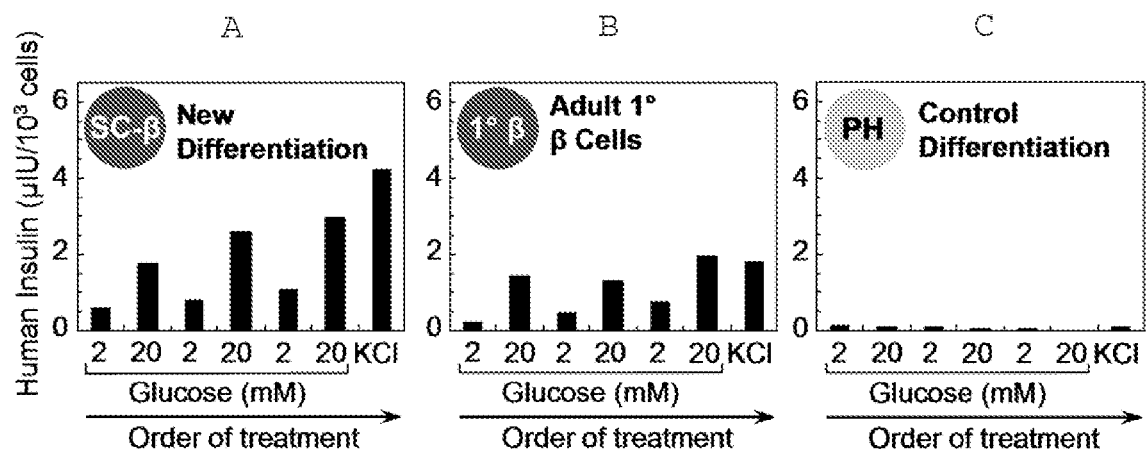 A
B
C
Human Insulin (µIU/10³ cells)
6
4
2
0
SC-β
New
Differentiation
2 20 2 20 2 20 KCl
Glucose (mM)
Order of treatment
6
4
2
0
1° β
Adult 1°
β Cells
2 20 2 20 2 20 KCl
Glucose (mM)
Order of treatment
6
4
2
0
PH
Control
Differentiation
2 20 2 20 2 20 KCl
Glucose (mM)
Order of treatment